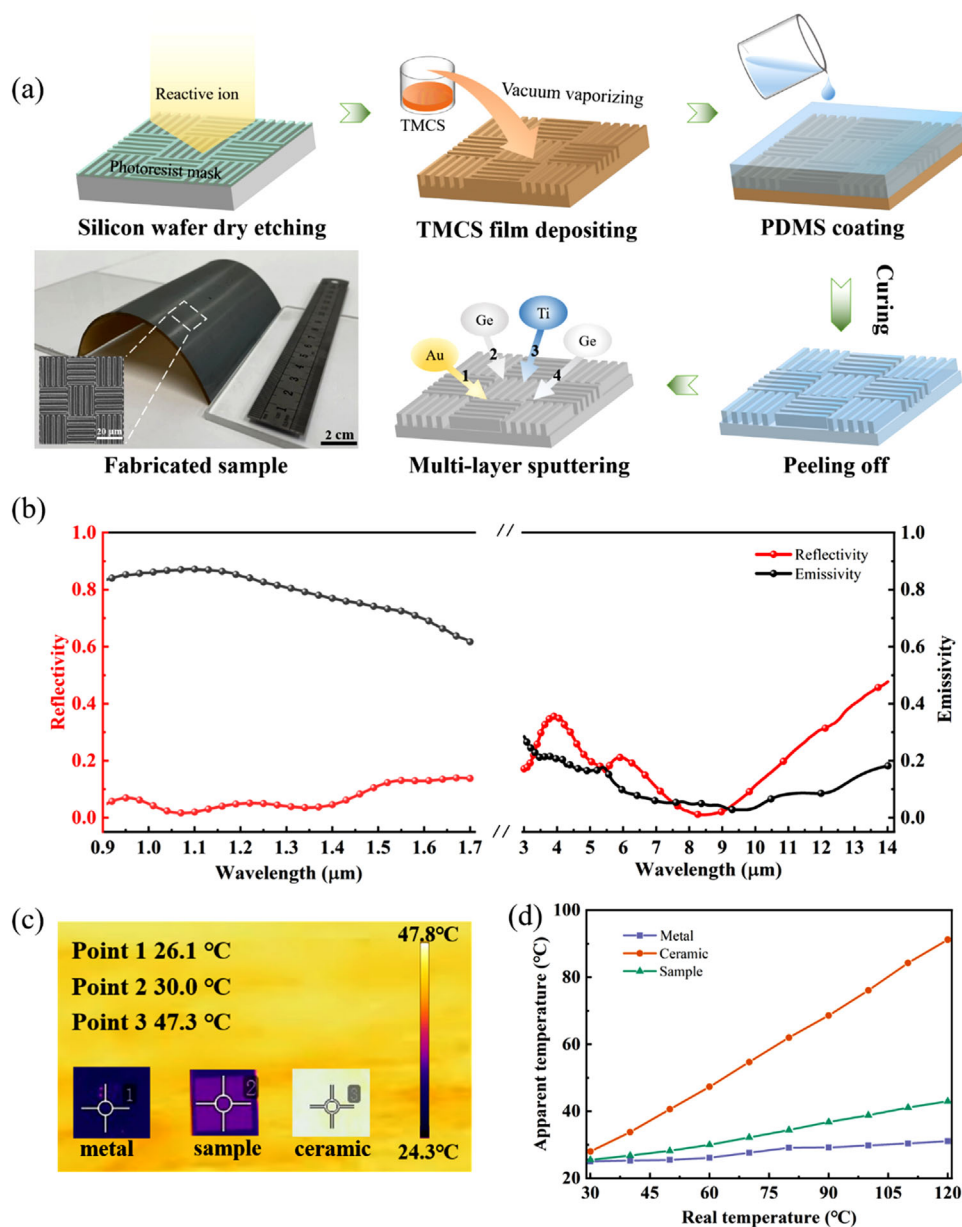 (a)
Reactive ion
Photoresist mask
Silicon wafer dry etching
TMCS
Vacuum vaporizing
TMCS film depositing
PDMS coating
Curing
Peeling off
Au
Ge
Ti
Ge
1
2
3
4
Multi-layer sputtering
20 μm
2 cm
Fabricated sample
(b)
Reflectivity
1.0
0.8
0.6
0.4
0.2
0.0
0.9 1.0 1.1 1.2 1.3 1.4 1.5 1.6 1.7
Wavelength (μm)
//
//
Reflectivity
Emissivity
3 4 5 6 7 8 9 10 11 12 13 14
Wavelength (μm)
1.0
0.8
0.6
0.4
0.2
0.0
Emissivity
(c)
Point 1 26.1 °C
Point 2 30.0 °C
Point 3 47.3 °C
47.8°C
24.3°C
1
2
3
metal
sample
ceramic
(d)
Apparent temperature (°C)
100
80
60
40
20
Metal
Ceramic
Sample
30 45 60 75 90 105 120
Real temperature (°C)